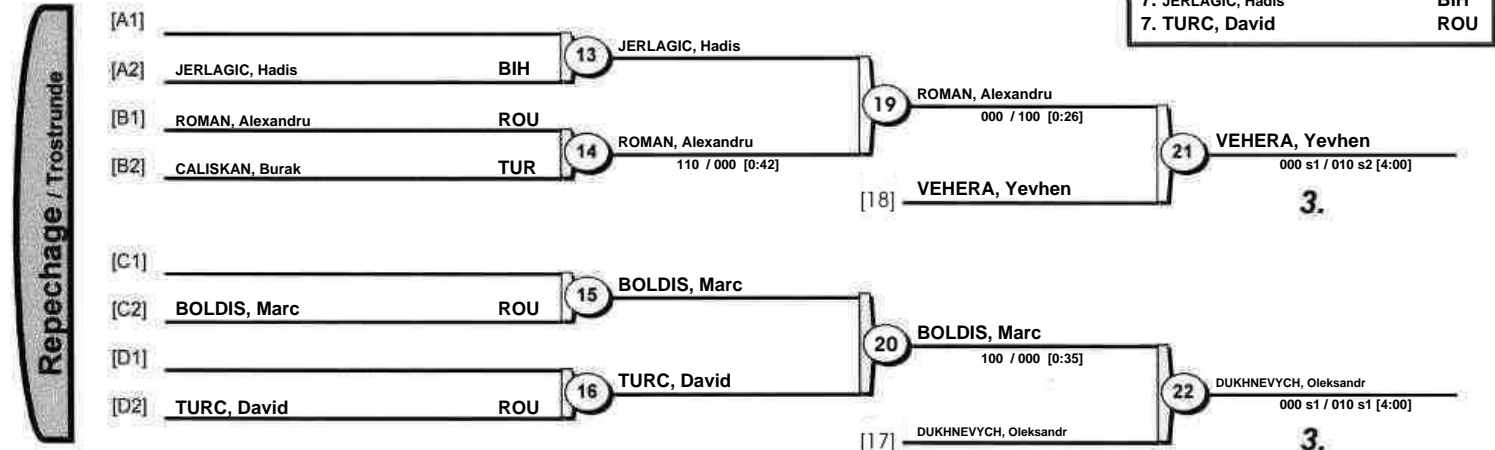 7. JERLAGIC, Hadis BIH
7. TURC, David ROU
Repechage / Trostrunde
[A1]
[A2] JERLAGIC, Hadis BIH
13 JERLAGIC, Hadis
[B1] ROMAN, Alexandru ROU
[B2] CALISKAN, Burak TUR
14 ROMAN, Alexandru
110 / 000 [0:42]
19 ROMAN, Alexandru
000 / 100 [0:26]
[18] VEHERA, Yevhen
21 VEHERA, Yevhen
000 s1 / 010 s2 [4:00]
3.
[C1]
[C2] BOLDIS, Marc ROU
15 BOLDIS, Marc
[D1]
[D2] TURC, David ROU
16 TURC, David
20 BOLDIS, Marc
100 / 000 [0:35]
[17] DUKHNEVYCH, Oleksandr
22 DUKHNEVYCH, Oleksandr
000 s1 / 010 s1 [4:00]
3.